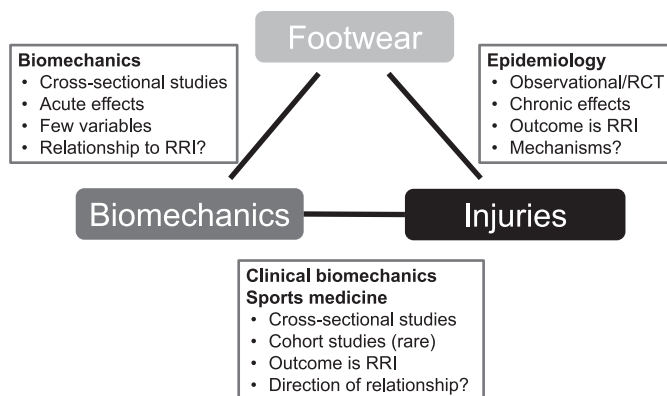 Footwear
Biomechanics
• Cross-sectional studies
• Acute effects
• Few variables
• Relationship to RRI?
Epidemiology
• Observational/RCT
• Chronic effects
• Outcome is RRI
• Mechanisms?
Biomechanics
Injuries
Clinical biomechanics
Sports medicine
• Cross-sectional studies
• Cohort studies (rare)
• Outcome is RRI
• Direction of relationship?